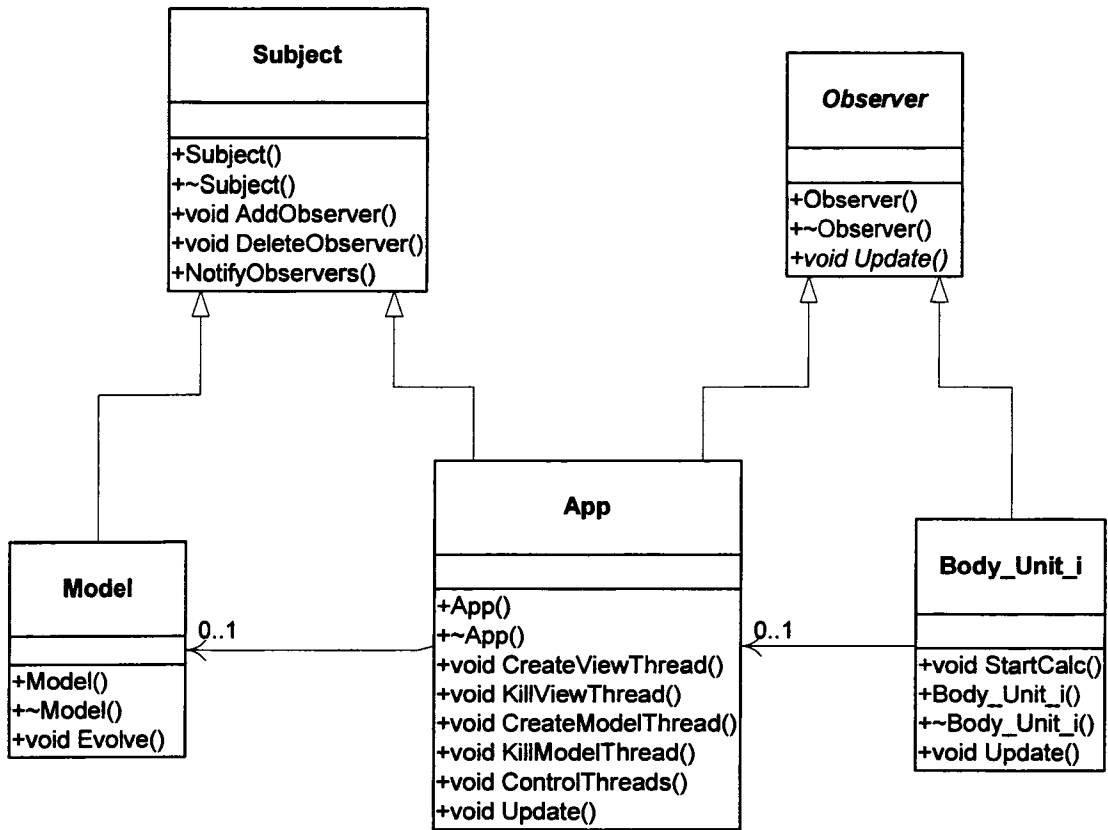 Subject
+Subject()
+~Subject()
+void AddObserver()
+void DeleteObserver()
+NotifyObservers()
Observer
+Observer()
+~Observer()
+void Update()
Model
+Model()
+~Model()
+void Evolve()
0..1
App
+App()
+~App()
+void CreateViewThread()
+void KillViewThread()
+void CreateModelThread()
+void KillModelThread()
+void ControlThreads()
+void Update()
0..1
Body_Unit_i
+void StartCalc()
+Body_Unit_i()
+~Body_Unit_i()
+void Update()